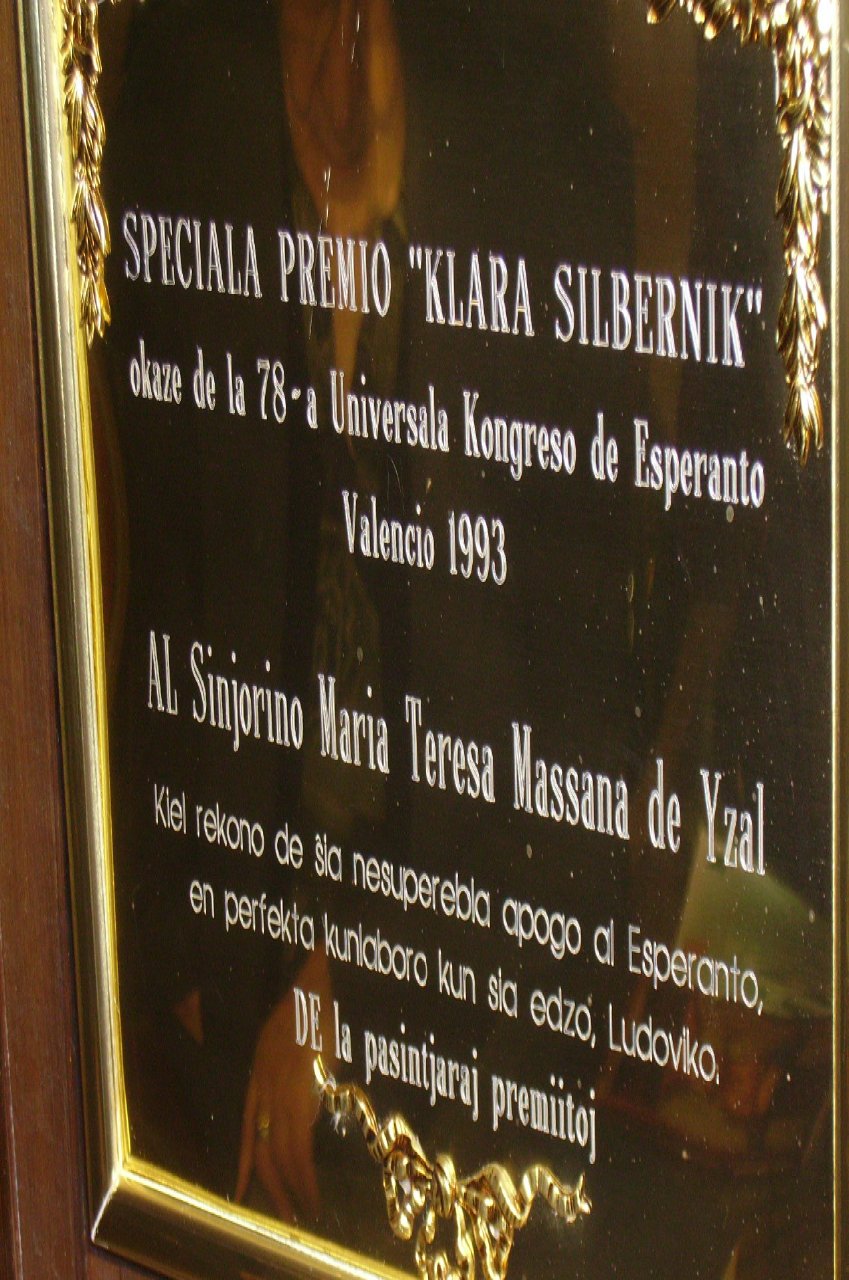 SPECIALA PREMIO "KLARA SILBERNIK"
okaze de la 78-a Universala Kongreso de Esperanto
Valencio 1993
AL Sinjorino Maria Teresa Massana de Yzal
Kiel rekono de ŝia nesuperebla apogo al Esperanto,
en perfekta kunlaboro kun sia edzo, Ludoviko.
DE la pasintjaraj premiitoj